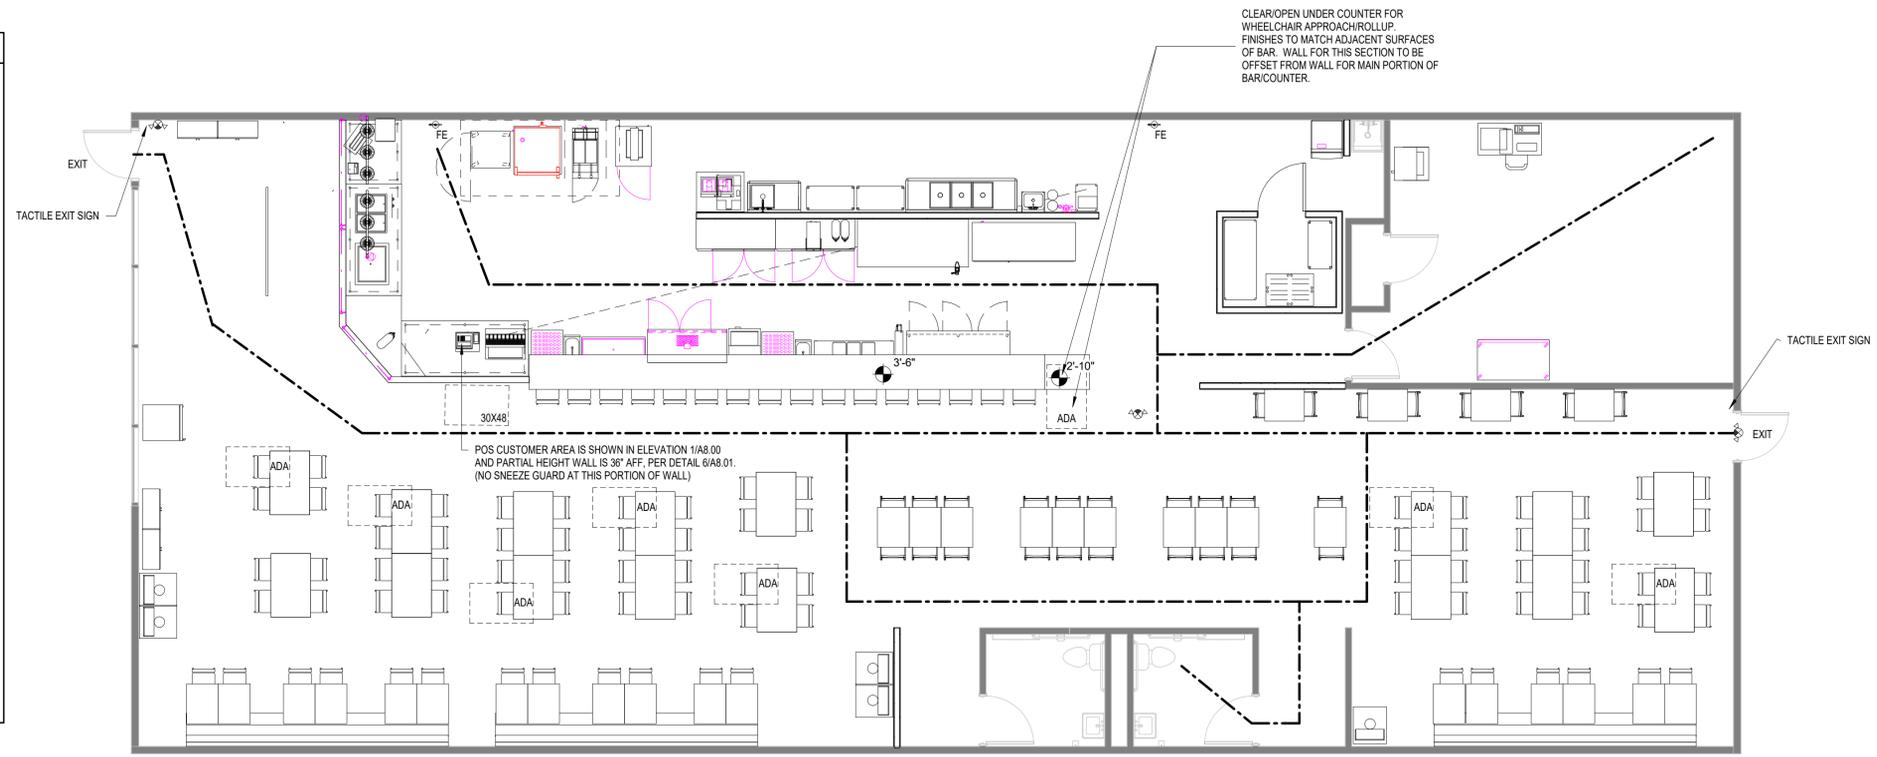 CLEAR/OPEN UNDER COUNTER FOR
WHEELCHAIR APPROACH/ROLLUP.
FINISHES TO MATCH ADJACENT SURFACES
OF BAR. WALL FOR THIS SECTION TO BE
OFFSET FROM WALL FOR MAIN PORTION OF
BAR/COUNTER.
FE
FE
EXIT
TACTILE EXIT SIGN
TACTILE EXIT SIGN
3'-6"
2'-10"
30X48
ADA
EXIT
POS CUSTOMER AREA IS SHOWN IN ELEVATION 1/A8.00
AND PARTIAL HEIGHT WALL IS 36" AFF, PER DETAIL 6/A8.01.
(NO SNEEZE GUARD AT THIS PORTION OF WALL)
ADA
ADA
ADA
ADA
ADA
ADA
ADA
ADA